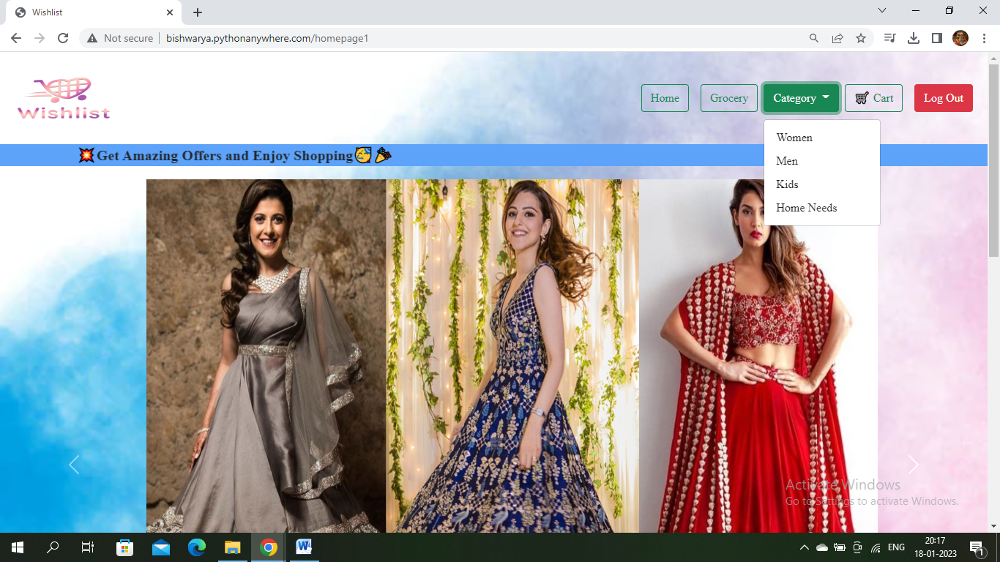 Wishlist
Not secure
bishwarya.pythonanywhere.com/homepage1
Wishlist
Home
Grocery
Category
Cart
Log Out
Women
Men
Kids
Home Needs
Get Amazing Offers and Enjoy Shopping
Activate Windows
Go to Settings to activate Windows.
ENG
20:17
18-01-2023
1
W